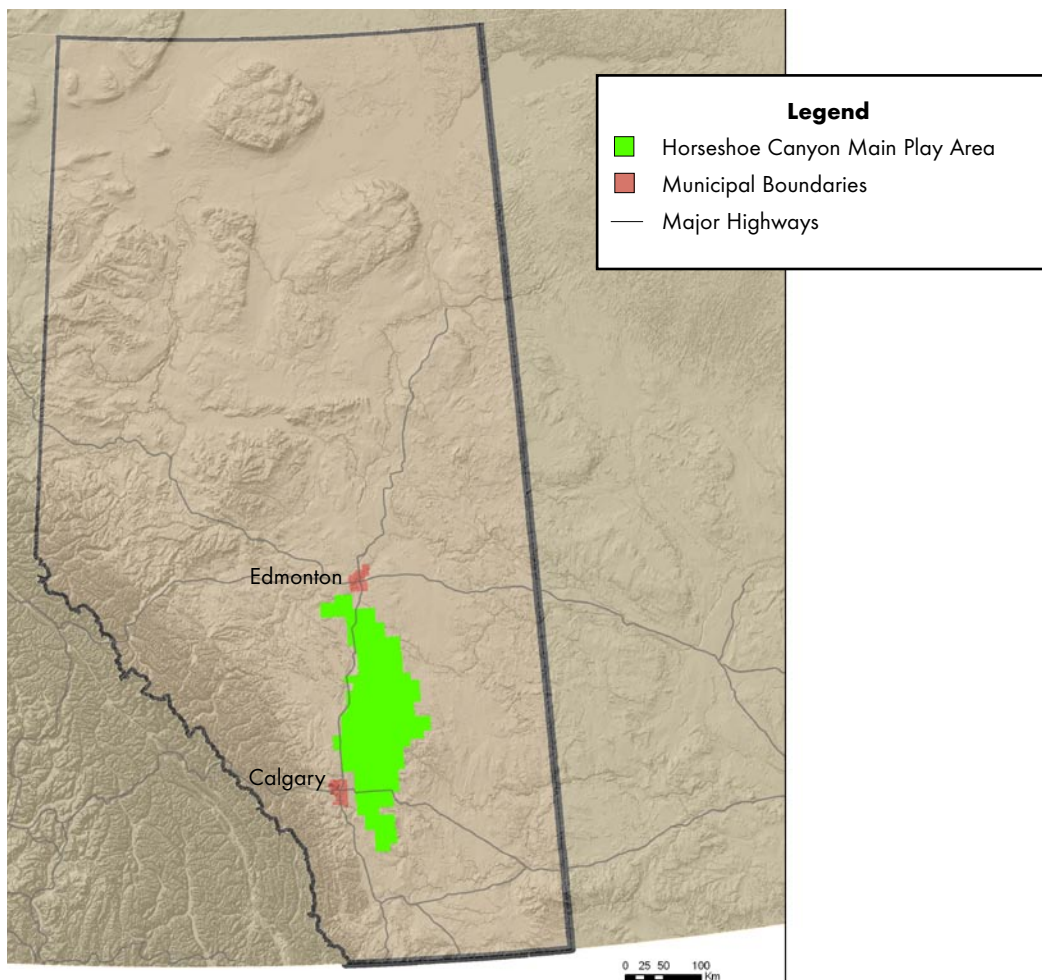 Legend
Horseshoe Canyon Main Play Area
Municipal Boundaries
Major Highways
Edmonton
Calgary
0 25 50 100
Km